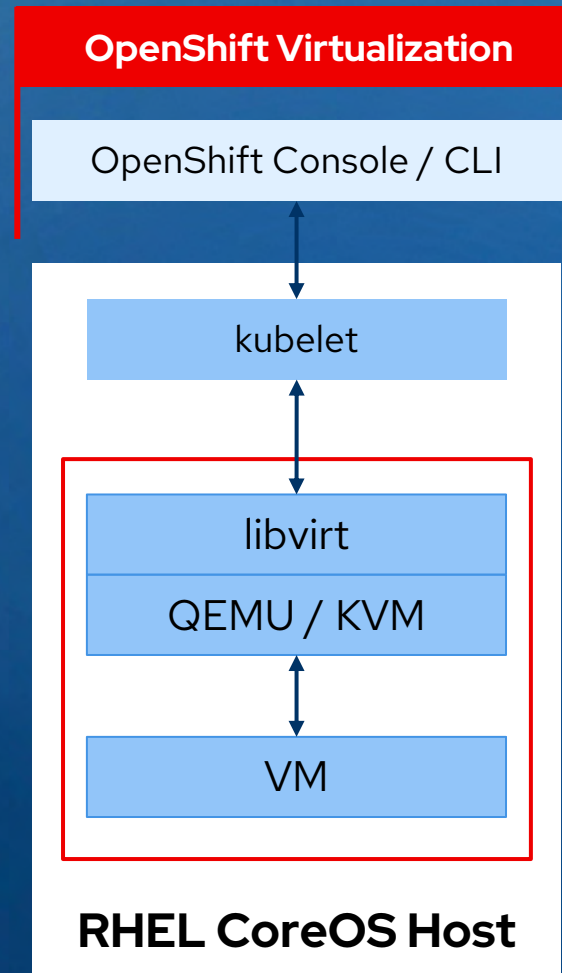 OpenShift Virtualization
OpenShift Console / CLI
kubelet
libvirt
QEMU / KVM
VM
RHEL CoreOS Host